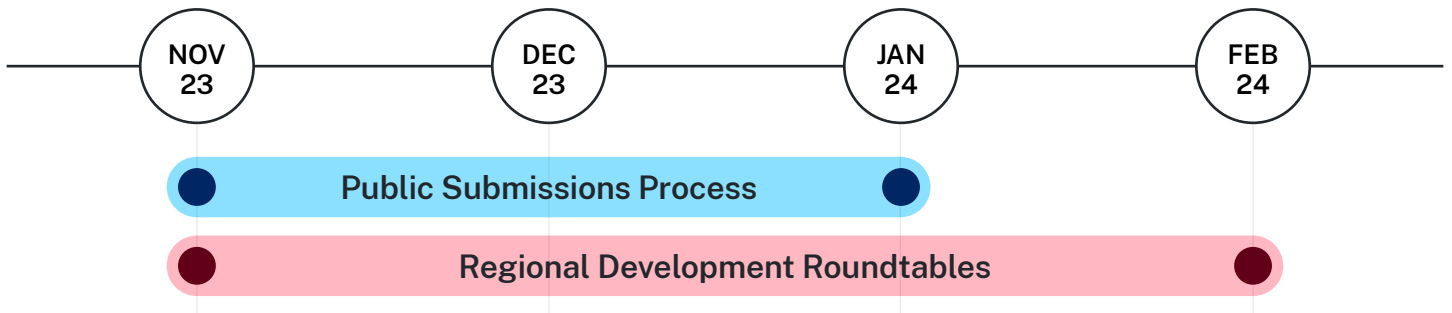 NOV
23
DEC
23
JAN
24
FEB
24
Public Submissions Process
Regional Development Roundtables